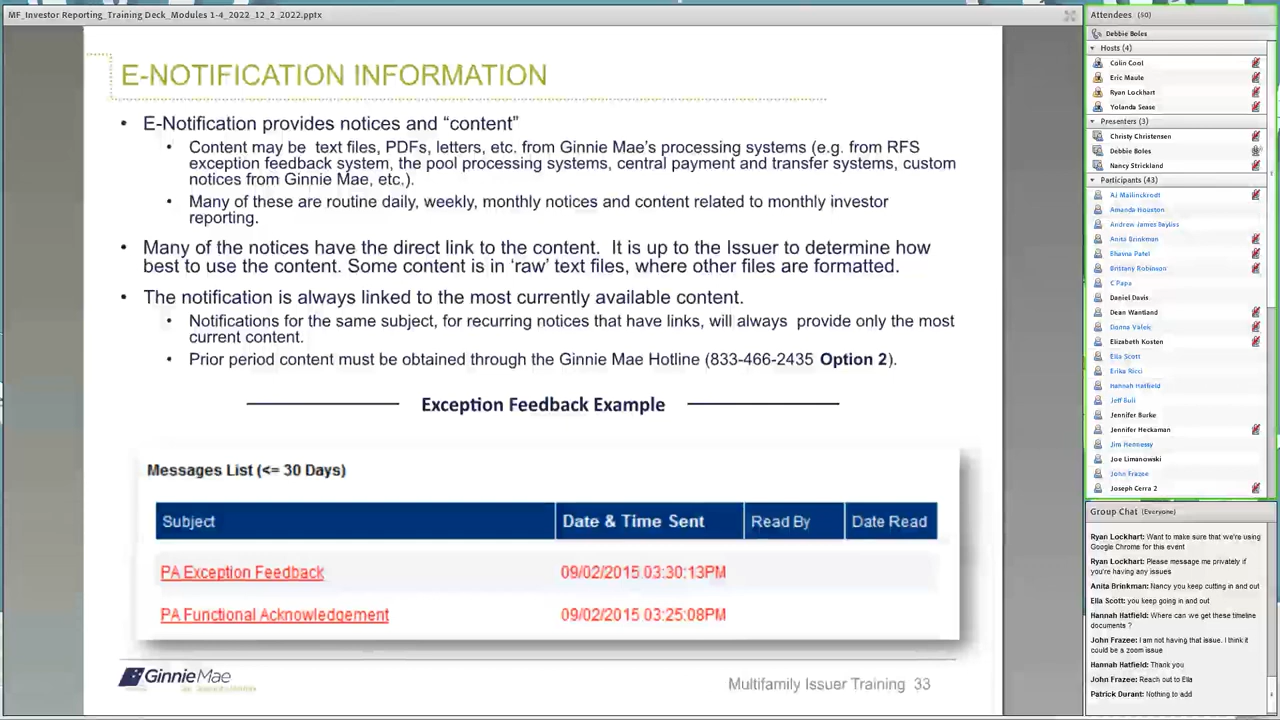 MF_Investor Reporting_Training Deck_Modules 1-4_2022_12_2_2022.pptx
E-NOTIFICATION INFORMATION
• E-Notification provides notices and “content”
• Content may be text files, PDFs, letters, etc. from Ginnie Mae’s processing systems (e.g. from RFS
exception feedback system, the pool processing systems, central payment and transfer systems, custom
notices from Ginnie Mae, etc.).
• Many of these are routine daily, weekly, monthly notices and content related to monthly investor
reporting.
• Many of the notices have the direct link to the content. It is up to the Issuer to determine how
best to use the content. Some content is in ‘raw’ text files, where other files are formatted.
• The notification is always linked to the most currently available content.
• Notifications for the same subject, for recurring notices that have links, will always provide only the most
current content.
• Prior period content must be obtained through the Ginnie Mae Hotline (833-466-2435 Option 2).
Exception Feedback Example
Messages List (<= 30 Days)
Subject Date & Time Sent Read By Date Read
PA Exception Feedback 09/02/2015 03:30:13PM
PA Functional Acknowledgement 09/02/2015 03:25:08PM
GinnieMae
Multifamily Issuer Training 33
Attendees (50)
Debbie Boles
Hosts (4)
Colin Cool
Eric Maule
Ryan Lockhart
Yolanda Sease
Presenters (3)
Christy Christensen
Debbie Boles
Nancy Strickland
Participants (43)
AJ Mallinckrodt
Amanda Houston
Andrew James Bayliss
Anita Brinkman
Bhavna Patel
Brittany Robinson
C Papa
Daniel Davis
Dean Wantland
Donna Valeic
Elizabeth Kosten
Ella Scott
Erika Ricci
Hannah Hatfield
Jeff Buli
Jennifer Burke
Jennifer Heckaman
Jim Hennessy
Joe Limanowski
John Frazee
Joseph Cerra 2
Group Chat (Everyone)
Ryan Lockhart: Want to make sure that we're using
Google Chrome for this event
Ryan Lockhart: Please message me privately if
you're having any issues
Anita Brinkman: Nancy you keep cutting in and out
Ella Scott: you keep going in and out
Hannah Hatfield: Where can we get these timeline
documents ?
John Frazee: I am not having that issue. I think it
could be a zoom issue
Hannah Hatfield: Thank you
John Frazee: Reach out to Ella
Patrick Durant: Nothing to add